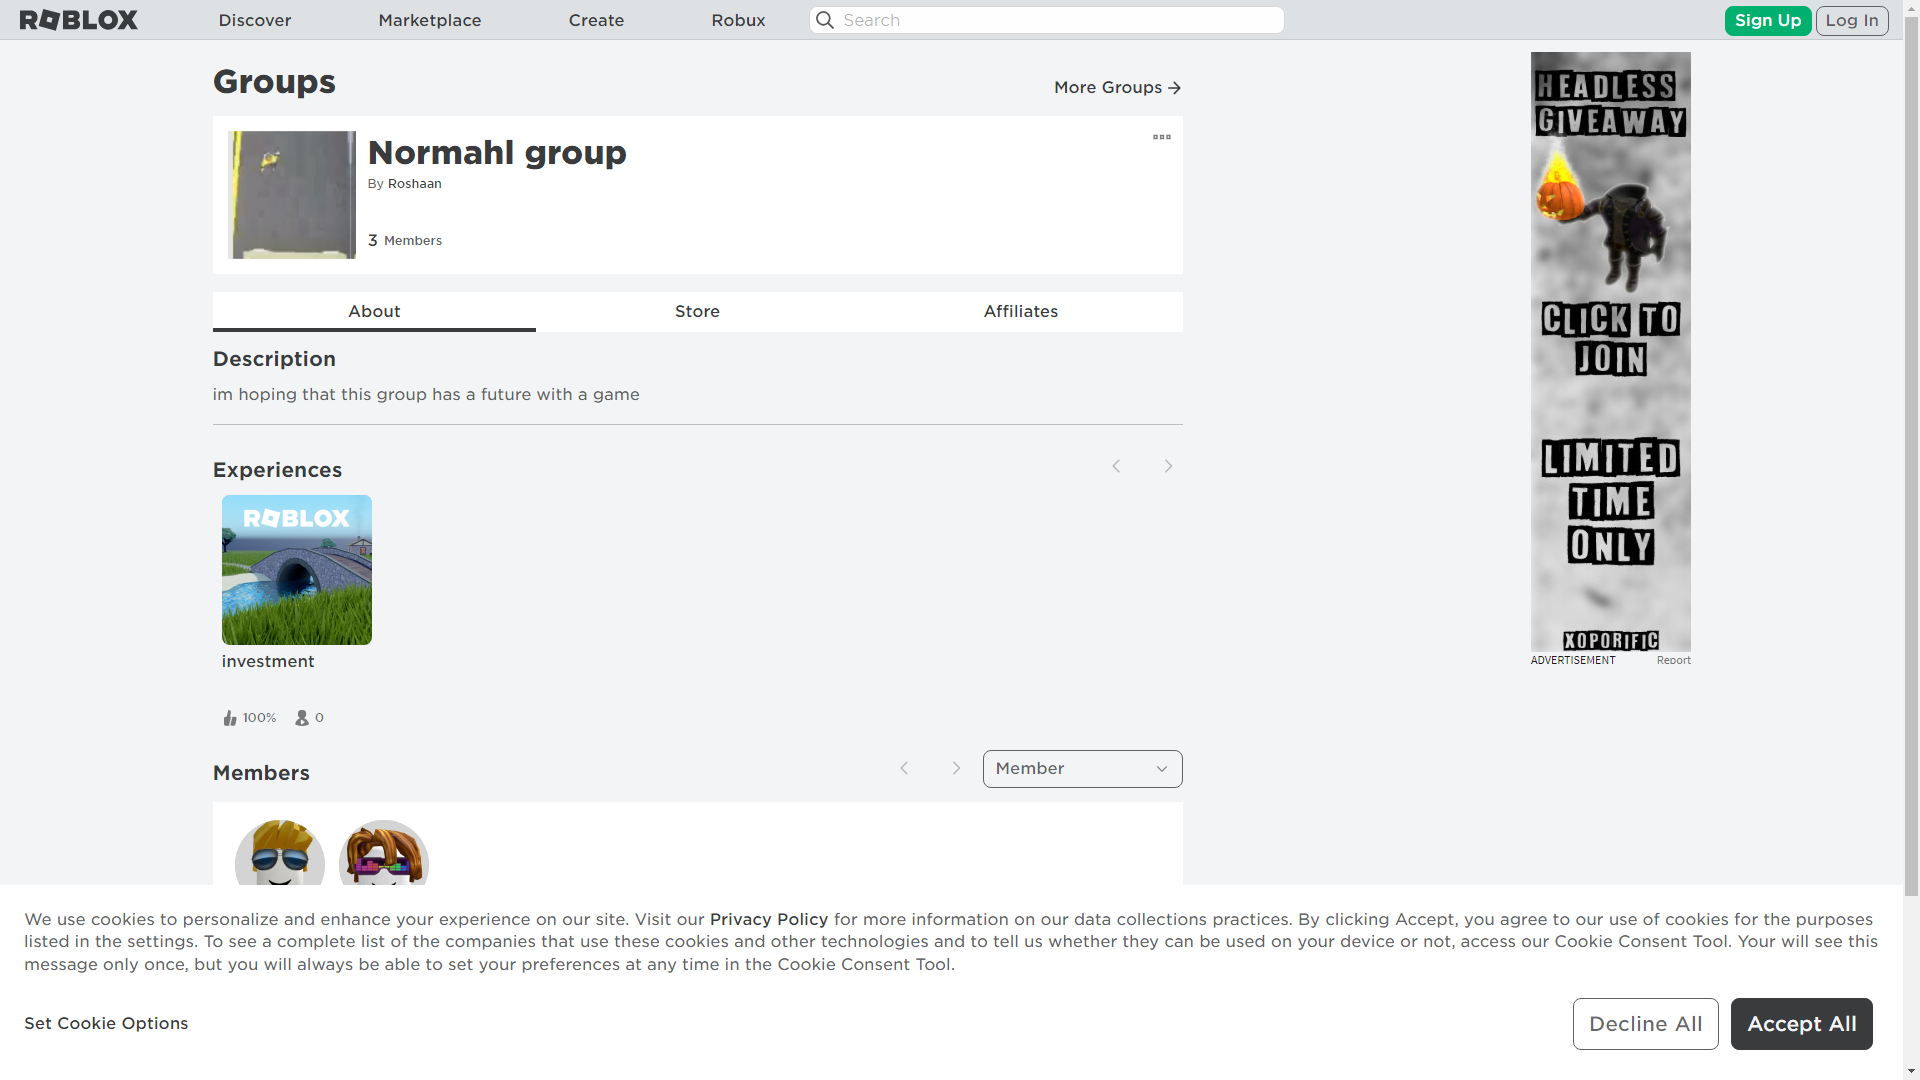 ROBLOX
Discover
Marketplace
Create
Robux
Search
Sign Up
Log In
Groups
More Groups
Normahl group
By Roshaan
3 Members
About
Store
Affiliates
Description
im hoping that this group has a future with a game
Experiences
ROBLOX
investment
100%
0
Members
Member
HEADLESS
GIVEAWAY
CLICK TO
JOIN
LIMITED
TIME
ONLY
XOPORIFIC
ADVERTISEMENT
Report
We use cookies to personalize and enhance your experience on our site. Visit our Privacy Policy for more information on our data collections practices. By clicking Accept, you agree to our use of cookies for the purposes
listed in the settings. To see a complete list of the companies that use these cookies and other technologies and to tell us whether they can be used on your device or not, access our Cookie Consent Tool. Your will see this
message only once, but you will always be able to set your preferences at any time in the Cookie Consent Tool.
Set Cookie Options
Decline All
Accept All